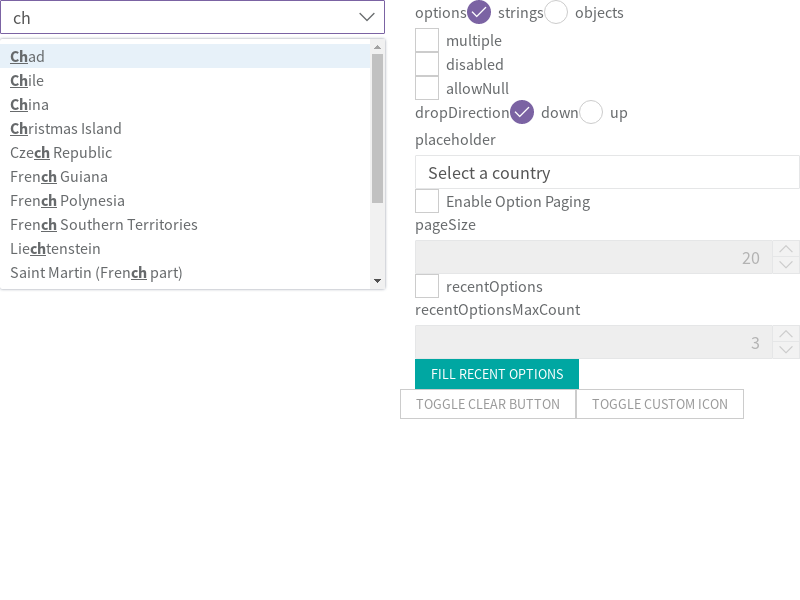 ch
Chad
Chile
China
Christmas Island
Czech Republic
French Guiana
French Polynesia
French Southern Territories
Liechtenstein
Saint Martin (French part)
options strings objects
multiple
disabled
allowNull
dropDirection down up
placeholder
Select a country
Enable Option Paging
pageSize
20
recentOptions
recentOptionsMaxCount
3
FILL RECENT OPTIONS
TOGGLE CLEAR BUTTON TOGGLE CUSTOM ICON